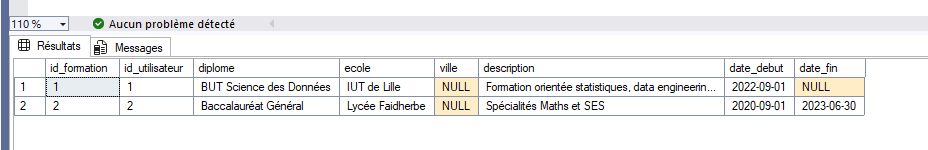 110 % Aucun problème détecté
Résultats Messages
id_formation id_utilisateur diplome ecole ville description date_debut date_fin
1 1 1 BUT Science des Données IUT de Lille NULL Formation orientée statistiques, data engineerin... 2022-09-01 NULL
2 2 2 Baccalauréat Général Lycée Faidherbe NULL Spécialités Maths et SES 2020-09-01 2023-06-30